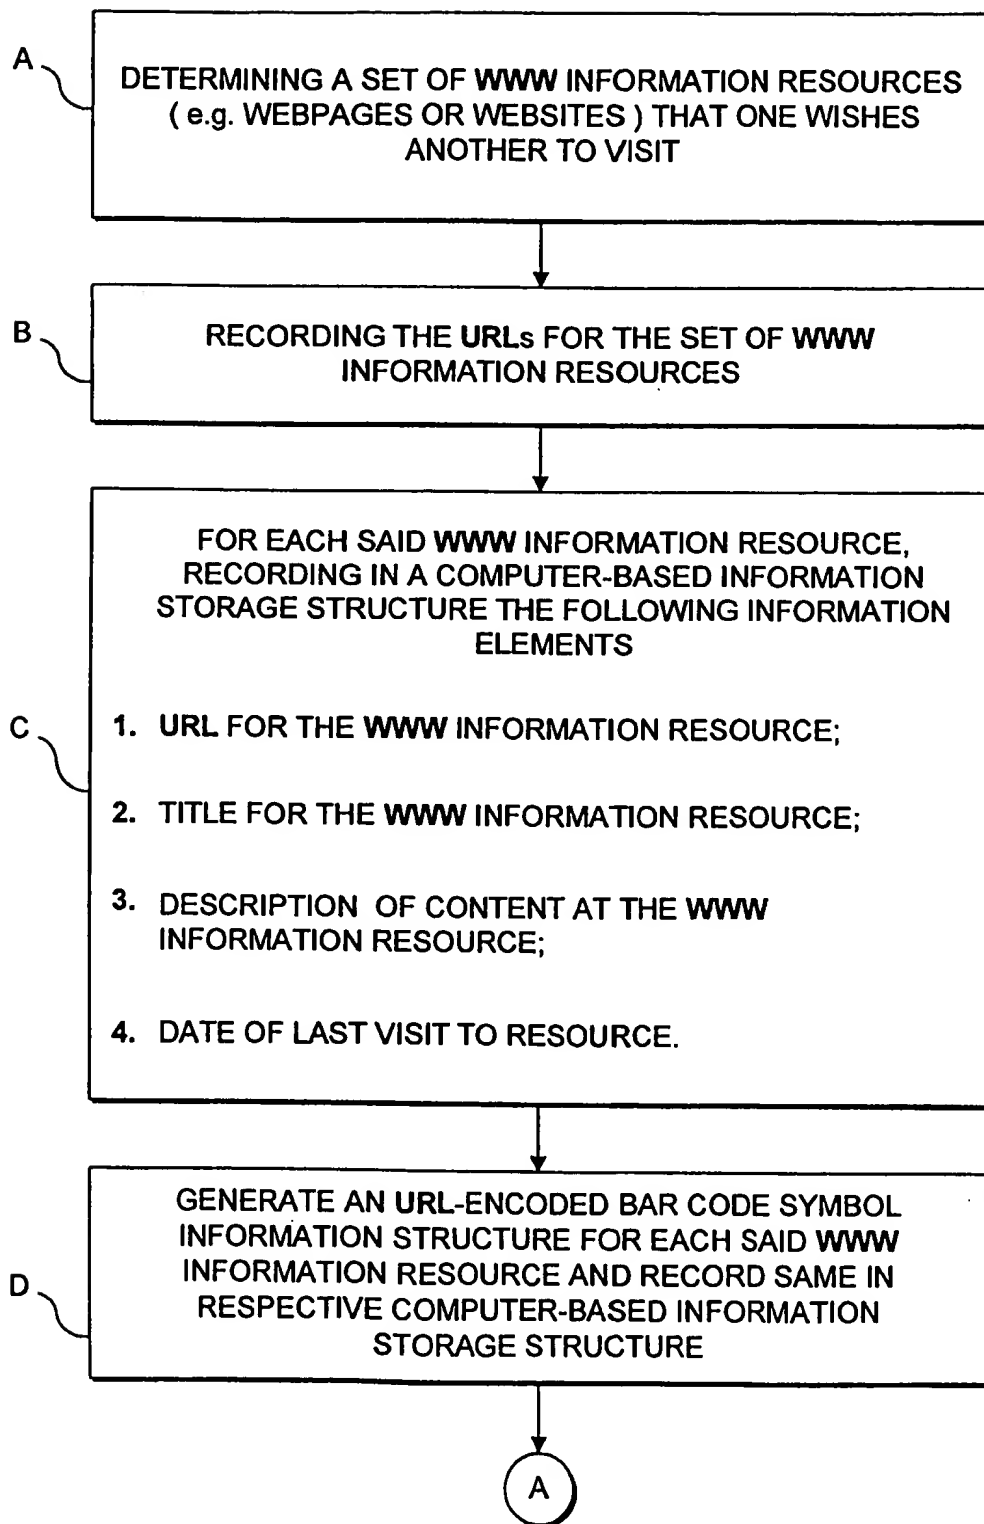 A
DETERMINING A SET OF WWW INFORMATION RESOURCES
( e.g. WEBPAGES OR WEBSITES ) THAT ONE WISHES
ANOTHER TO VISIT
B
RECORDING THE URLs FOR THE SET OF WWW
INFORMATION RESOURCES
C
FOR EACH SAID WWW INFORMATION RESOURCE,
RECORDING IN A COMPUTER-BASED INFORMATION
STORAGE STRUCTURE THE FOLLOWING INFORMATION
ELEMENTS
1. URL FOR THE WWW INFORMATION RESOURCE;
2. TITLE FOR THE WWW INFORMATION RESOURCE;
3. DESCRIPTION OF CONTENT AT THE WWW
INFORMATION RESOURCE;
4. DATE OF LAST VISIT TO RESOURCE.
D
GENERATE AN URL-ENCODED BAR CODE SYMBOL
INFORMATION STRUCTURE FOR EACH SAID WWW
INFORMATION RESOURCE AND RECORD SAME IN
RESPECTIVE COMPUTER-BASED INFORMATION
STORAGE STRUCTURE
A